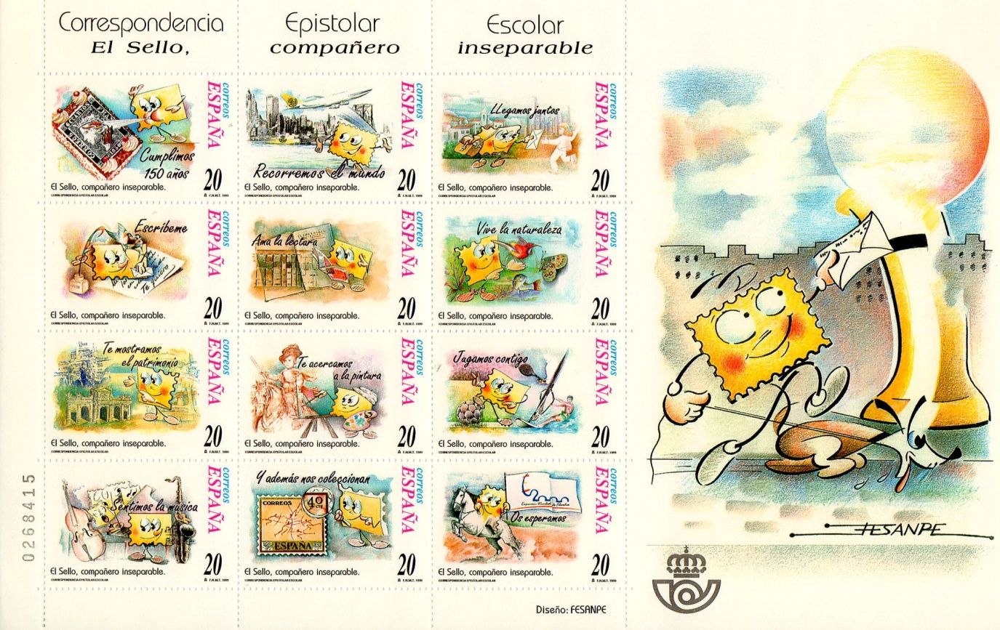 Correspondencia Epistolar Escolar
El Sello, compañero inseparable
CUARTOS
Cumplimos
150 años
correos
ESPAÑA
20
El Sello, compañero inseparable.
CORRESPONDENCIA EPISTOLAR ESCOLAR
F.N.M.T. 1999
Recorremos el mundo
correos
ESPAÑA
20
El Sello, compañero inseparable.
CORRESPONDENCIA EPISTOLAR ESCOLAR
F.N.M.T. 1999
LLegamos juntos
correos
ESPAÑA
20
El Sello, compañero inseparable.
CORRESPONDENCIA EPISTOLAR ESCOLAR
F.N.M.T. 1999
Escríbeme
correos
ESPAÑA
20
El Sello, compañero inseparable.
CORRESPONDENCIA EPISTOLAR ESCOLAR
F.N.M.T. 1999
Ama la lectura
correos
ESPAÑA
20
El Sello, compañero inseparable.
CORRESPONDENCIA EPISTOLAR ESCOLAR
F.N.M.T. 1999
Vive la naturaleza
correos
ESPAÑA
20
El Sello, compañero inseparable.
CORRESPONDENCIA EPISTOLAR ESCOLAR
F.N.M.T. 1999
Te mostramos
el patrimonio
correos
ESPAÑA
20
El Sello, compañero inseparable.
CORRESPONDENCIA EPISTOLAR ESCOLAR
F.N.M.T. 1999
Te acercamos
a la pintura
correos
ESPAÑA
20
El Sello, compañero inseparable.
CORRESPONDENCIA EPISTOLAR ESCOLAR
F.N.M.T. 1999
Jugamos contigo
correos
ESPAÑA
20
El Sello, compañero inseparable.
CORRESPONDENCIA EPISTOLAR ESCOLAR
F.N.M.T. 1999
Sentimos la música
correos
ESPAÑA
20
El Sello, compañero inseparable.
CORRESPONDENCIA EPISTOLAR ESCOLAR
F.N.M.T. 1999
Y además nos coleccionan
CORREOS
40
CTS
ESPAÑA
correos
ESPAÑA
20
El Sello, compañero inseparable.
CORRESPONDENCIA EPISTOLAR ESCOLAR
F.N.M.T. 1999
Os esperamos
correos
ESPAÑA
20
El Sello, compañero inseparable.
CORRESPONDENCIA EPISTOLAR ESCOLAR
F.N.M.T. 1999
0268415
FESANPE
Diseño: FESANPE